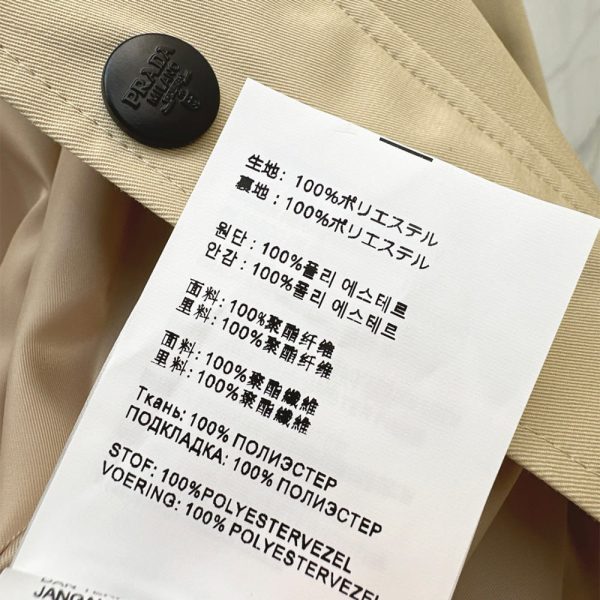 PRADA
MILANO
生地: 100%ポリエステル
裏地: 100%ポリエステル
원단: 100%폴리 에스테르
안감: 100%폴리 에스테르
面料: 100%聚酯纤维
里料: 100%聚酯纤维
面料: 100%聚酯纖維
里料: 100%聚酯纖維
Ткань: 100% ПОЛИЭСТЕР
ПОДКЛАДКА: 100% ПОЛИЭСТЕР
STOF: 100%POLYESTERVEZEL
VOERING: 100% POLYESTERVEZEL